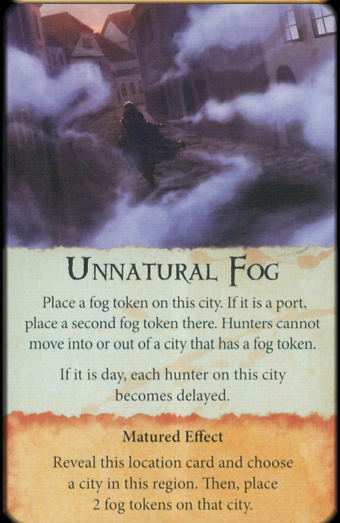 Unnatural Fog
Place a fog token on this city. If it is a port,
place a second fog token there. Hunters cannot
move into or out of a city that has a fog token.
If it is day, each hunter on this city
becomes delayed.
Matured Effect
Reveal this location card and choose
a city in this region. Then, place
2 fog tokens on that city.